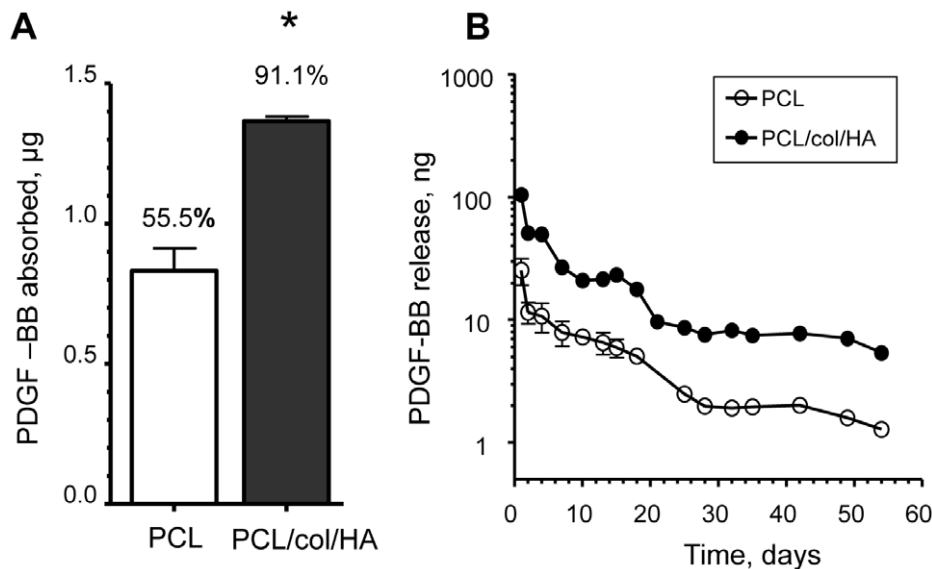 A
*
91.1%
55.5%
PDGF –BB absorbed, µg
1.5
1.0
0.5
0.0
PCL
PCL/col/HA
B
PCL
PCL/col/HA
PDGF-BB release, ng
1000
100
10
1
0 10 20 30 40 50 60
Time, days